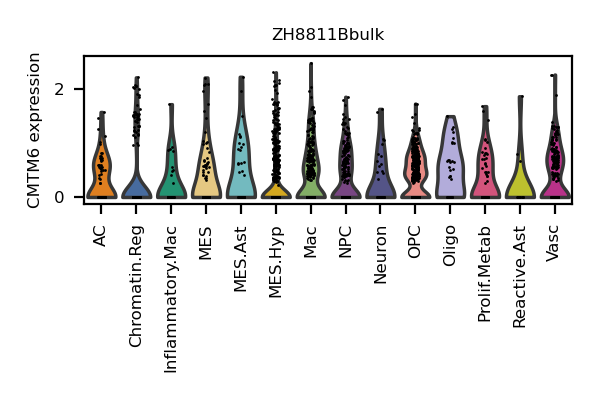 ZH8811Bbulk
CMTM6 expression
2
0
AC
Chromatin.Reg
Inflammatory.Mac
MES
MES.Ast
MES.Hyp
Mac
NPC
Neuron
OPC
Oligo
Prolif.Metab
Reactive.Ast
Vasc